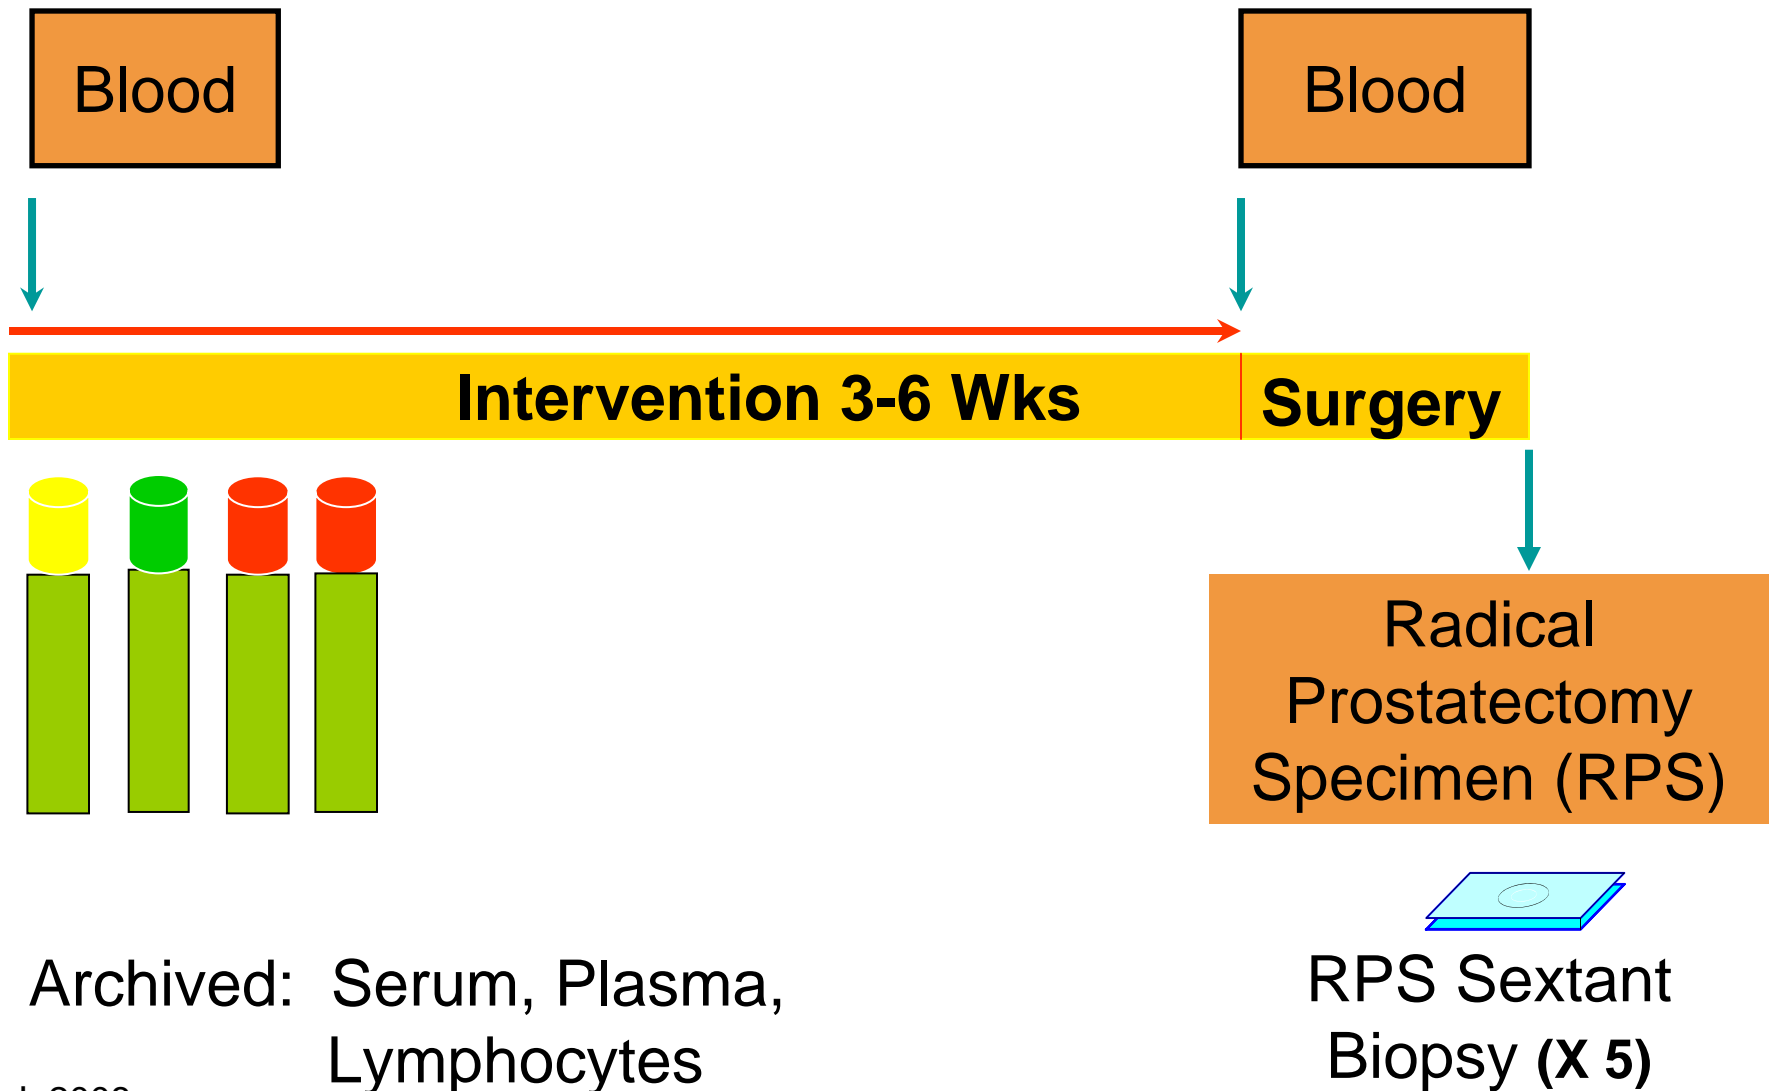 Blood
Blood
Intervention 3-6 Wks
Surgery
Radical
Prostatectomy
Specimen (RPS)
Archived: Serum, Plasma,
Lymphocytes
RPS Sextant
Biopsy (X 5)